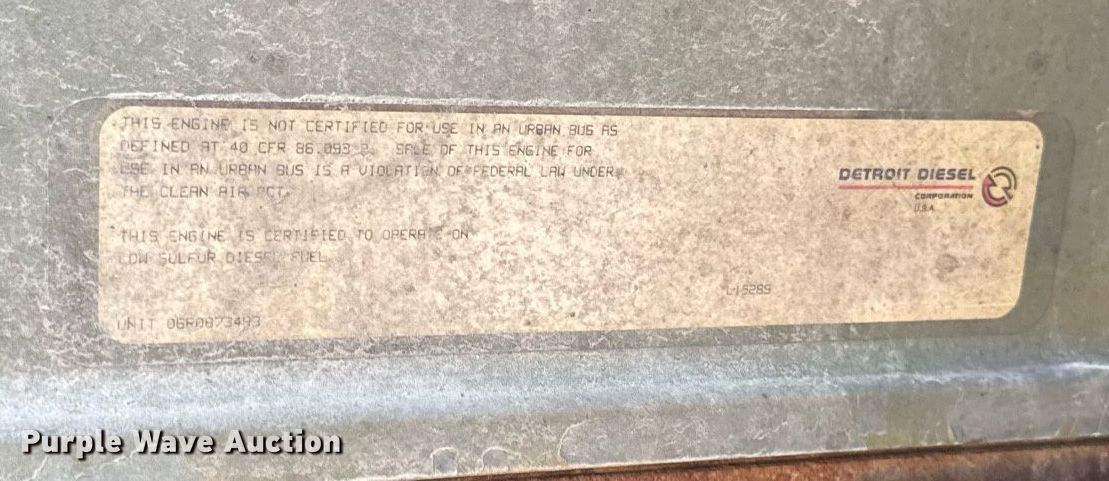 THIS ENGINE IS NOT CERTIFIED FOR USE IN AN URBAN BUS AS
DEFINED AT 40 CFR 86.093 2. SALE OF THIS ENGINE FOR
USE IN AN URBAN BUS IS A VIOLATION OF FEDERAL LAW UNDER
THE CLEAN AIR ACT.
THIS ENGINE IS CERTIFIED TO OPERATE ON
LOW SULFUR DIESEL FUEL
UNIT 06R0873493
DETROIT DIESEL
CORPORATION
U.S.A.
Purple Wave Auction